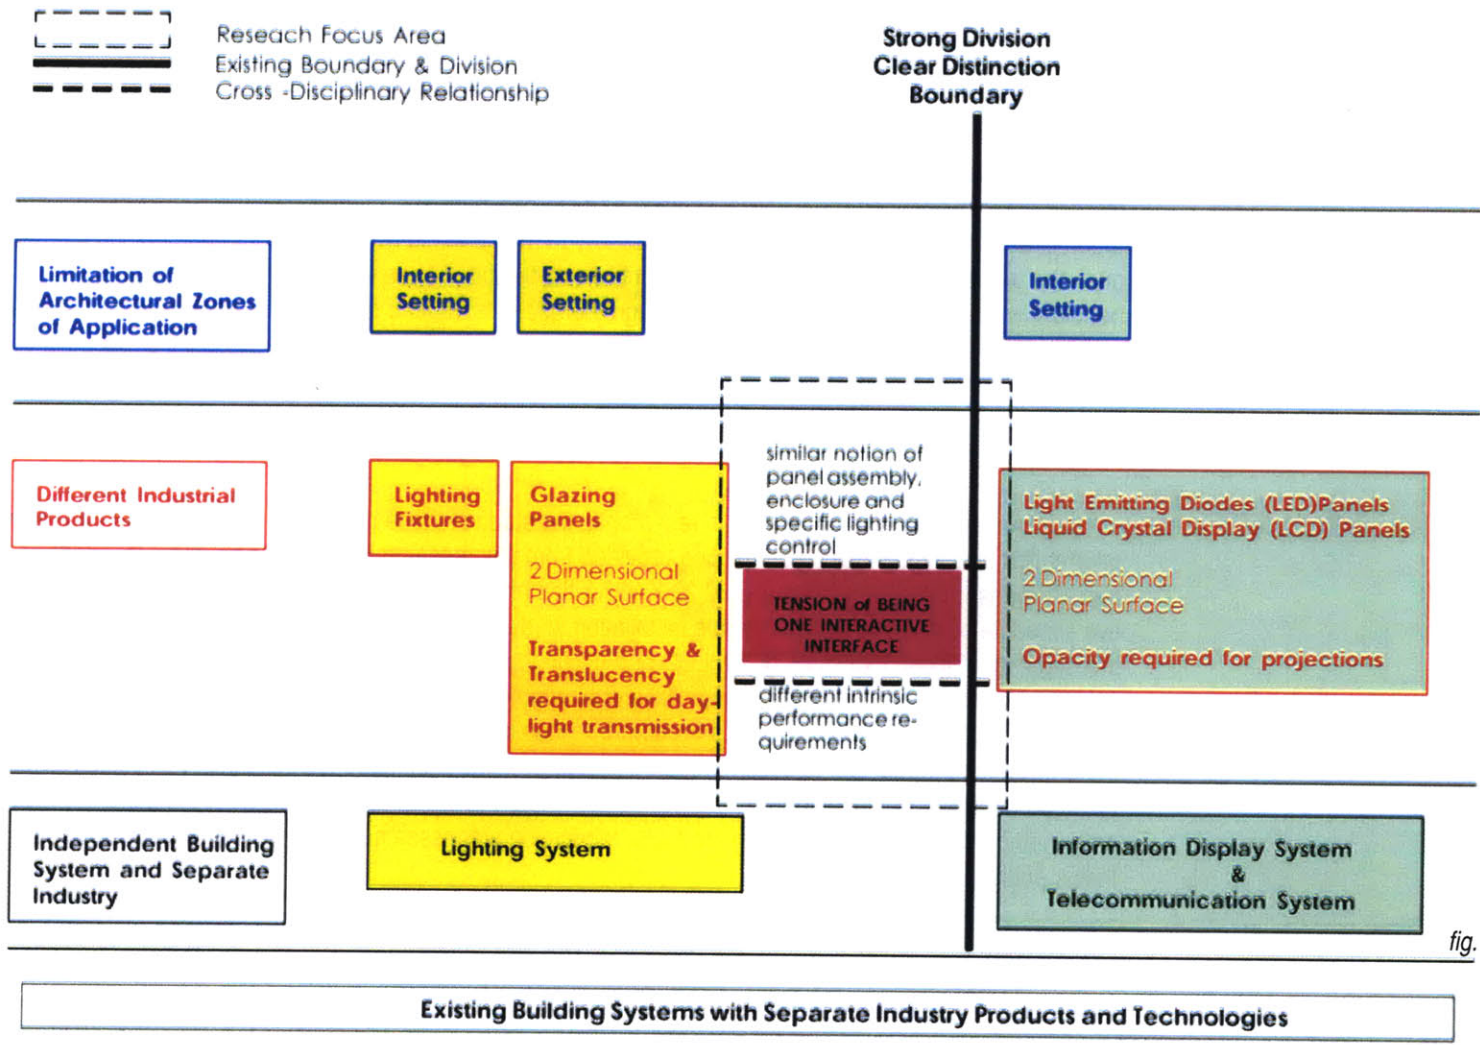 Reseach Focus Area
Existing Boundary & Division
Cross -Disciplinary Relationship
Strong Division
Clear Distinction
Boundary
Limitation of
Architectural Zones
of Application
Interior
Setting
Exterior
Setting
Interior
Setting
Different Industrial
Products
Lighting
Fixtures
Glazing
Panels
2 Dimensional
Planar Surface
Transparency &
Translucency
required for day-
light transmission
similar notion of
panel assembly,
enclosure and
specific lighting
control
TENSION of BEING
ONE INTERACTIVE
INTERFACE
different intrinsic
performance re-
quirements
Light Emitting Diodes (LED)Panels
Liquid Crystal Display (LCD) Panels
2 Dimensional
Planar Surface
Opacity required for projections
Independent Building
System and Separate
Industry
Lighting System
Information Display System
&
Telecommunication System
fig.
Existing Building Systems with Separate Industry Products and Technologies